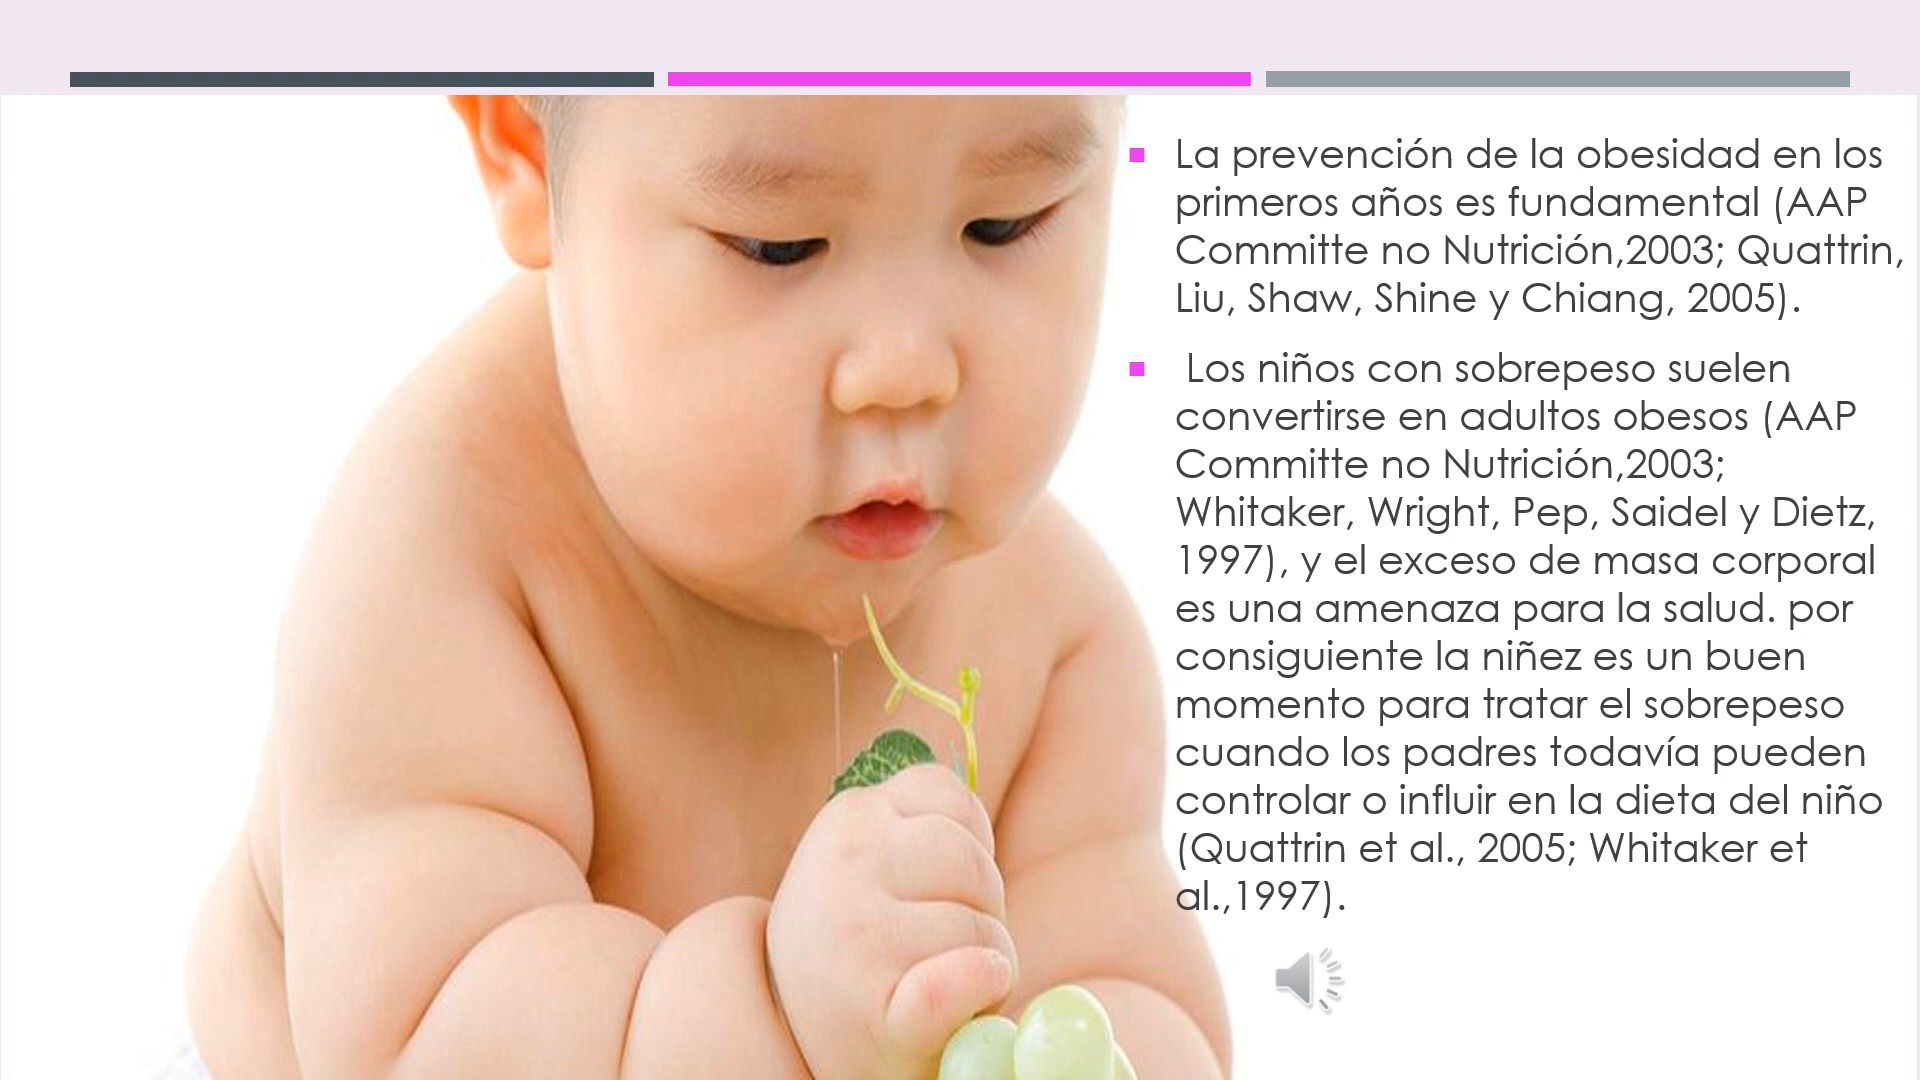 La prevención de la obesidad en los
primeros años es fundamental (AAP
Committe no Nutrición,2003; Quattrin,
Liu, Shaw, Shine y Chiang, 2005).
Los niños con sobrepeso suelen
convertirse en adultos obesos (AAP
Committe no Nutrición,2003;
Whitaker, Wright, Pep, Saidel y Dietz,
1997), y el exceso de masa corporal
es una amenaza para la salud. por
consiguiente la niñez es un buen
momento para tratar el sobrepeso
cuando los padres todavía pueden
controlar o influir en la dieta del niño
(Quattrin et al., 2005; Whitaker et
al.,1997).